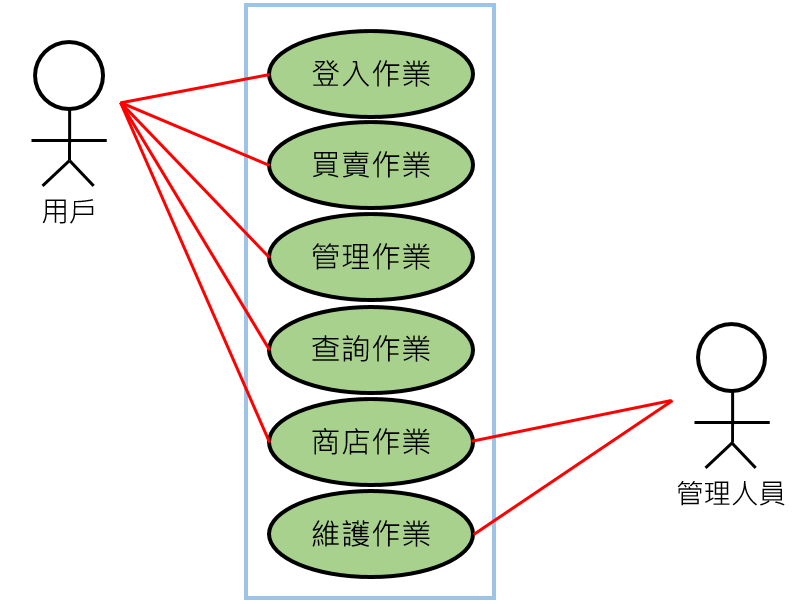 登入作業
買賣作業
用戶
管理作業
查詢作業
商店作業
管理人員
維護作業